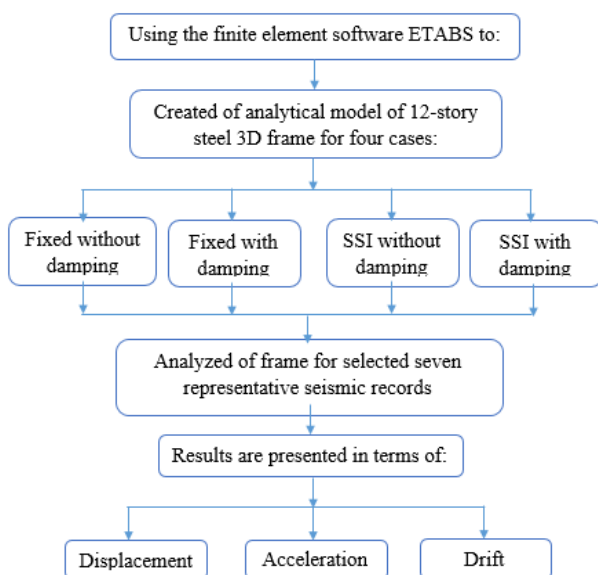 Using the finite element software ETABS to:
Created of analytical model of 12-story
steel 3D frame for four cases:
Fixed without
damping
Fixed with
damping
SSI without
damping
SSI with
damping
Analyzed of frame for selected seven
representative seismic records
Results are presented in terms of:
Displacement
Acceleration
Drift